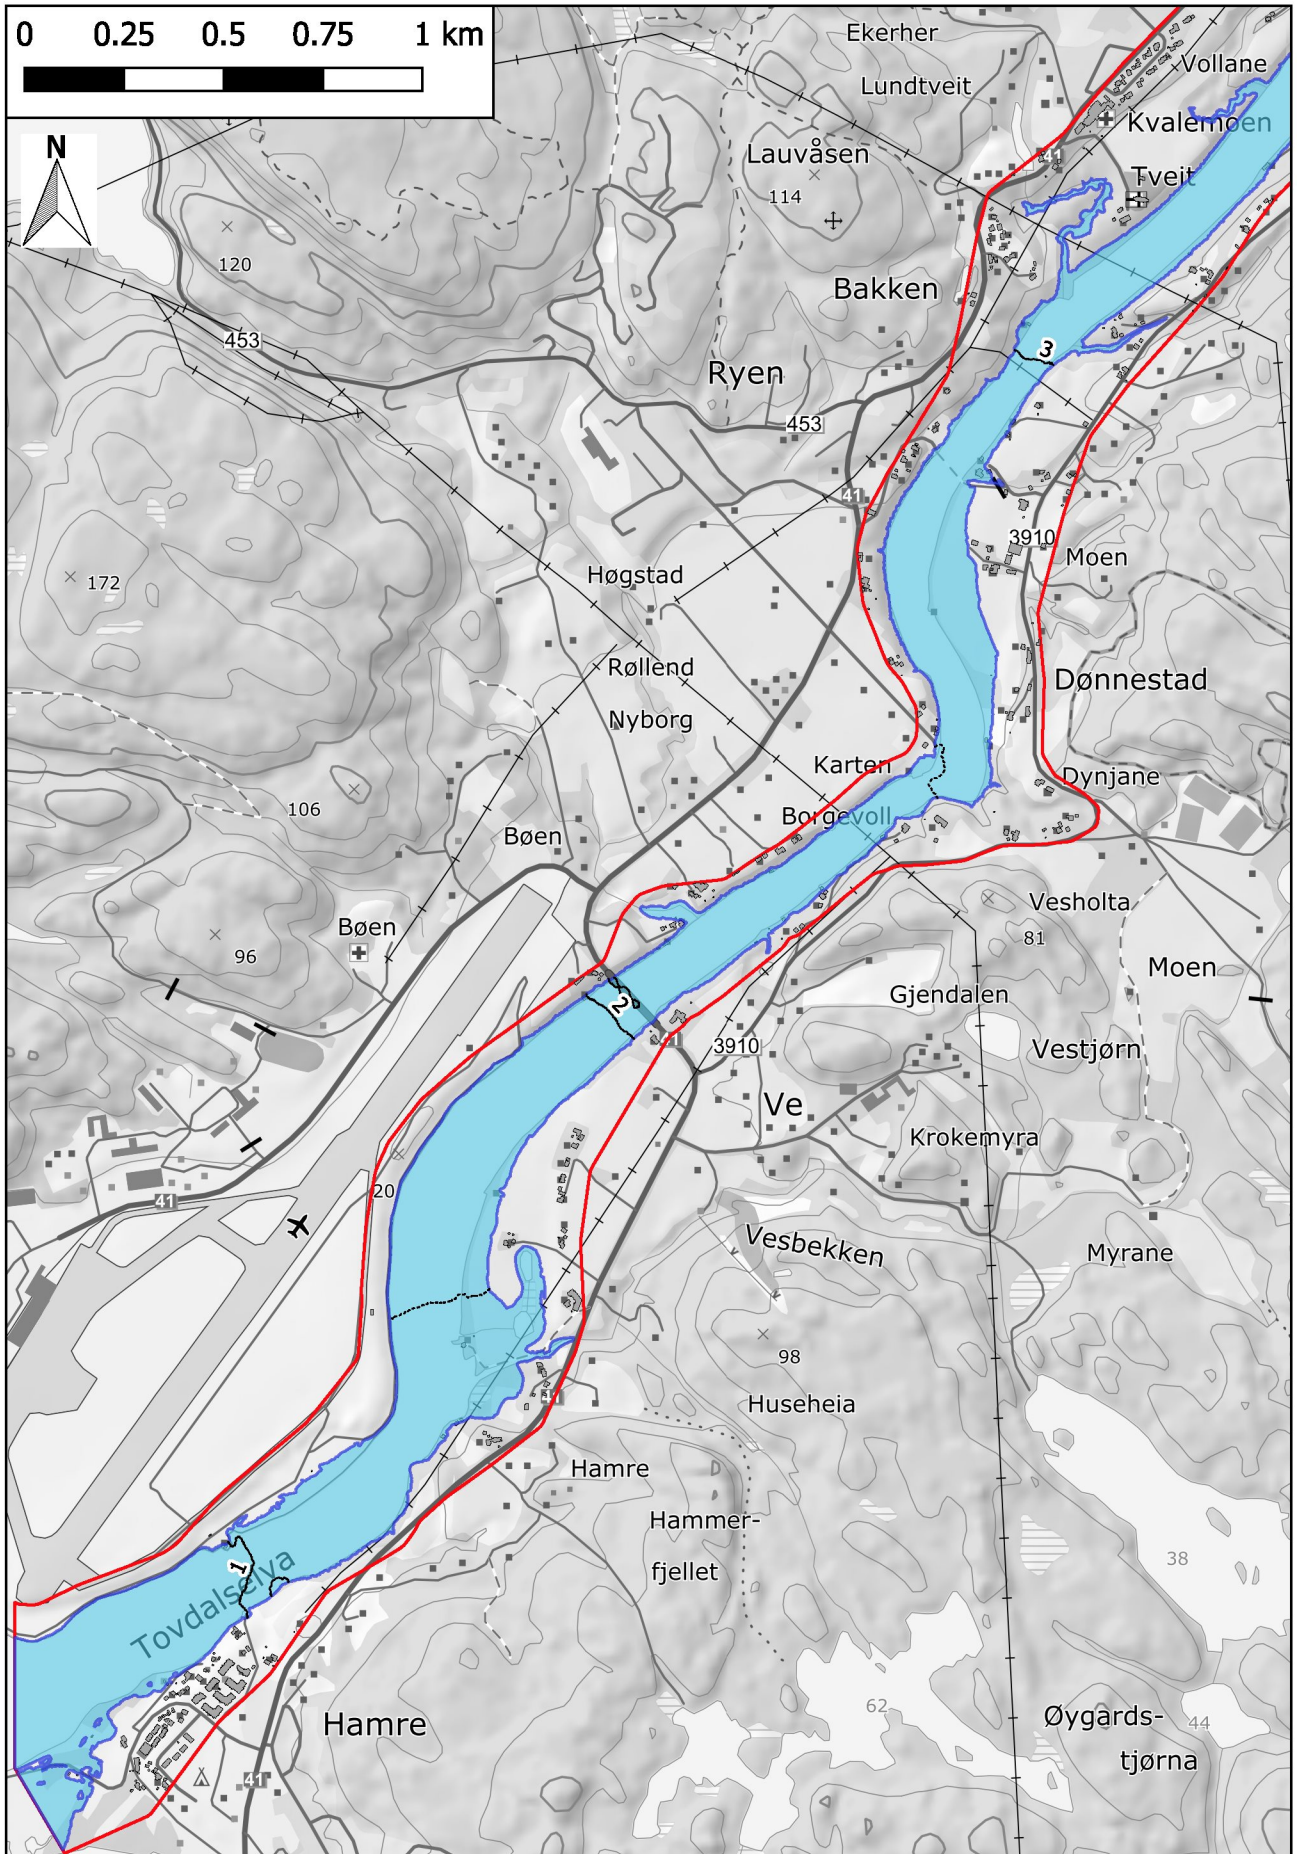 0 0.25 0.5 0.75 1 km
N
Ekerher
Vollane
Lundtveit
Kvalemoen
Lauvåsen
41
Tveit
114
120
Bakken
453
3
Ryen
453
41
3910
Moen
172
Høgstad
Røllend
Dønnestad
Nyborg
Karten
Dynjane
106
Borgevoll
Bøen
Vesholta
Bøen
81
96
Moen
Gjendalen
2
3910
Vestjørn
Ve
Krokemyra
20
41
Vesbekken
Myrane
98
Huseheia
Hamre
Hammer-
fjellet
38
1
Tovdalselva
62
Øygards-
44
Hamre
tjørna
41